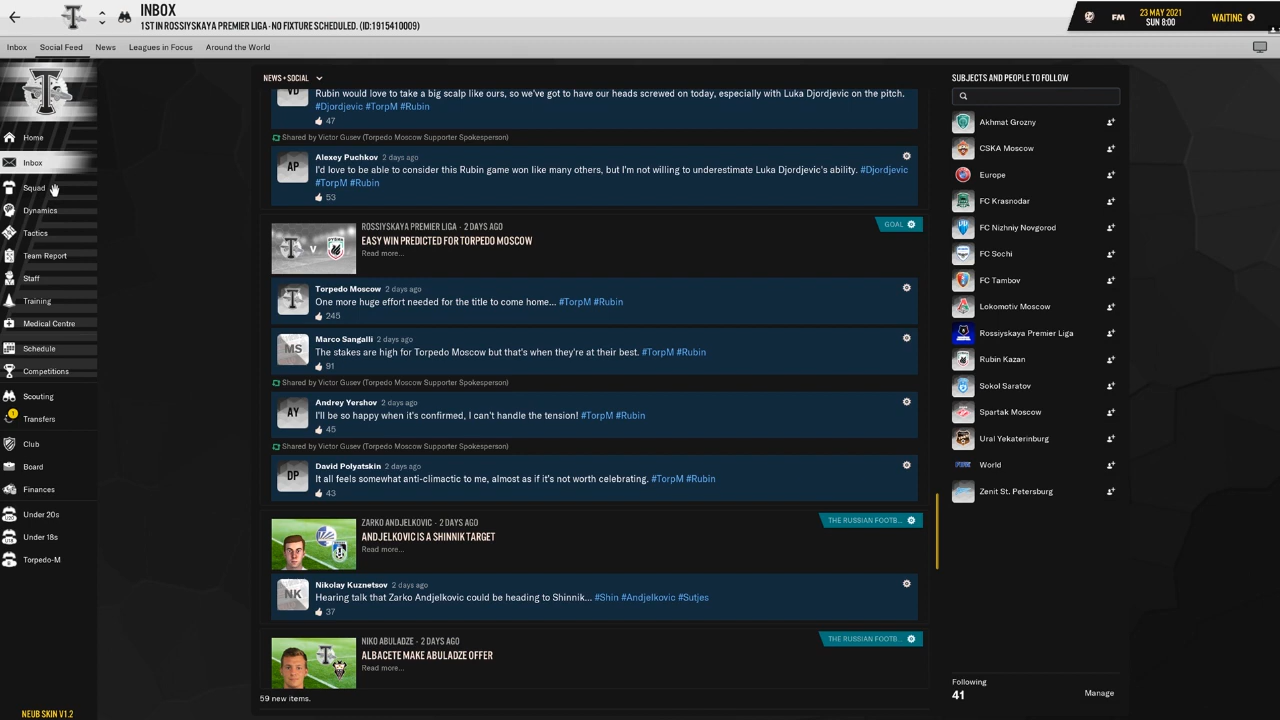 INBOX
1ST IN ROSSIYSKAYA PREMIER LIGA - NO FIXTURE SCHEDULED. (ID:1915410009)
FM
23 MAY 2021
SUN 8:00
WAITING
Inbox
Social Feed
News
Leagues in Focus
Around the World
Home
Inbox
Squad
Dynamics
Tactics
Team Report
Staff
Training
Medical Centre
Schedule
Competitions
Scouting
Transfers
Club
Board
Finances
Under 20s
Under 18s
Torpedo-M
NEUB SKIN V1.2
NEWS + SOCIAL
Rubin would love to take a big scalp like ours, so we've got to have our heads screwed on today, especially with Luka Djordjevic on the pitch.
#Djordjevic #TorpM #Rubin
47
Shared by Victor Gusev (Torpedo Moscow Supporter Spokesperson)
AP
Alexey Puchkov 2 days ago
I'd love to be able to consider this Rubin game won like many others, but I'm not willing to underestimate Luka Djordjevic's ability. #Djordjevic
#TorpM #Rubin
53
ROSSIYSKAYA PREMIER LIGA - 2 DAYS AGO
GOAL
EASY WIN PREDICTED FOR TORPEDO MOSCOW
Read more...
V
Torpedo Moscow 2 days ago
One more huge effort needed for the title to come home... #TorpM #Rubin
245
MS
Marco Sangalli 2 days ago
The stakes are high for Torpedo Moscow but that's when they're at their best. #TorpM #Rubin
91
Shared by Victor Gusev (Torpedo Moscow Supporter Spokesperson)
AY
Andrey Yershov 2 days ago
I'll be so happy when it's confirmed, I can't handle the tension! #TorpM #Rubin
45
Shared by Victor Gusev (Torpedo Moscow Supporter Spokesperson)
DP
David Polyatskin 2 days ago
It all feels somewhat anti-climactic to me, almost as if it's not worth celebrating. #TorpM #Rubin
43
ZARKO ANDJELKOVIC - 2 DAYS AGO
THE RUSSIAN FOOTB...
ANDJELKOVIC IS A SHINNIK TARGET
Read more...
NK
Nikolay Kuznetsov 2 days ago
Hearing talk that Zarko Andjelkovic could be heading to Shinnik... #Shin #Andjelkovic #Sutjes
37
NIKO ABULADZE - 2 DAYS AGO
THE RUSSIAN FOOTB...
ALBACETE MAKE ABULADZE OFFER
Read more...
59 new items.
SUBJECTS AND PEOPLE TO FOLLOW
Akhmat Grozny
CSKA Moscow
Europe
FC Krasnodar
FC Nizhniy Novgorod
FC Sochi
FC Tambov
Lokomotiv Moscow
Rossiyskaya Premier Liga
Rubin Kazan
Sokol Saratov
Spartak Moscow
Ural Yekaterinburg
World
Zenit St. Petersburg
Following
41
Manage